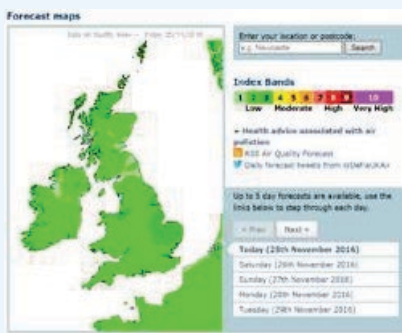 Forecast maps
Enter your location or postcode:
e.g. Newcastle
Search
Index Bands
1 2 3 4 5 6 7 8 9 10
Low Moderate High Very High
Health advice associated with air
pollution
RSS Air Quality Forecast
Daily forecast tweets from
Up to 5 day forecasts are available, use the
links below to step through each day.
« Prev
Next »
Today (25th November 2016)
Saturday (26th November 2016)
Sunday (27th November 2016)
Monday (28th November 2016)
Tuesday (29th November 2016)